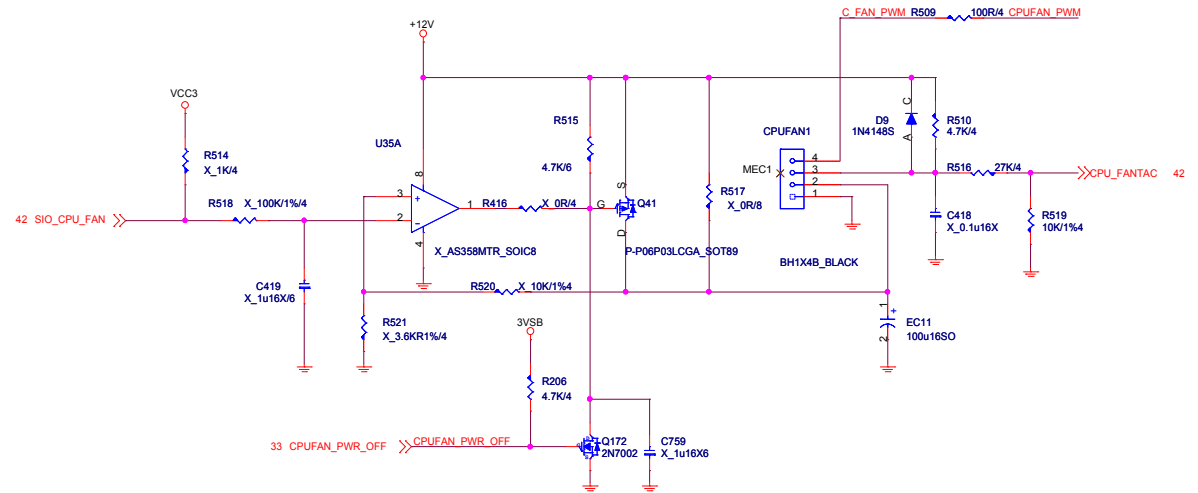 C_FAN_PWM R509 100R/4 CPUFAN_PWM
+12V
VCC3
R515
4.7K/6
U35A
CPUFAN1
D9
1N4148S
C
A
R510
4.7K/4
R514
X_1K/4
8
S
MEC1
4
3
2
1
R516 27K/4
CPU_FANTAC 42
R518 X_100K/1%/4
3
+
2
-
1
4
R416 X_0R/4
G
Q41
D
R517
X_0R/8
42 SIO_CPU_FAN
C418
X_0.1u16X
R519
10K/1%4
X_AS358MTR_SOIC8
P-P06P03LCGA_SOT89
BH1X4B_BLACK
C419
X_1u16X/6
R520 X_10K/1%4
R521
X_3.6KR1%/4
3VSB
1
+
2
EC11
100u16SO
R206
4.7K/4
33 CPUFAN_PWR_OFF CPUFAN_PWR_OFF
Q172
2N7002
C759
X_1u16X6